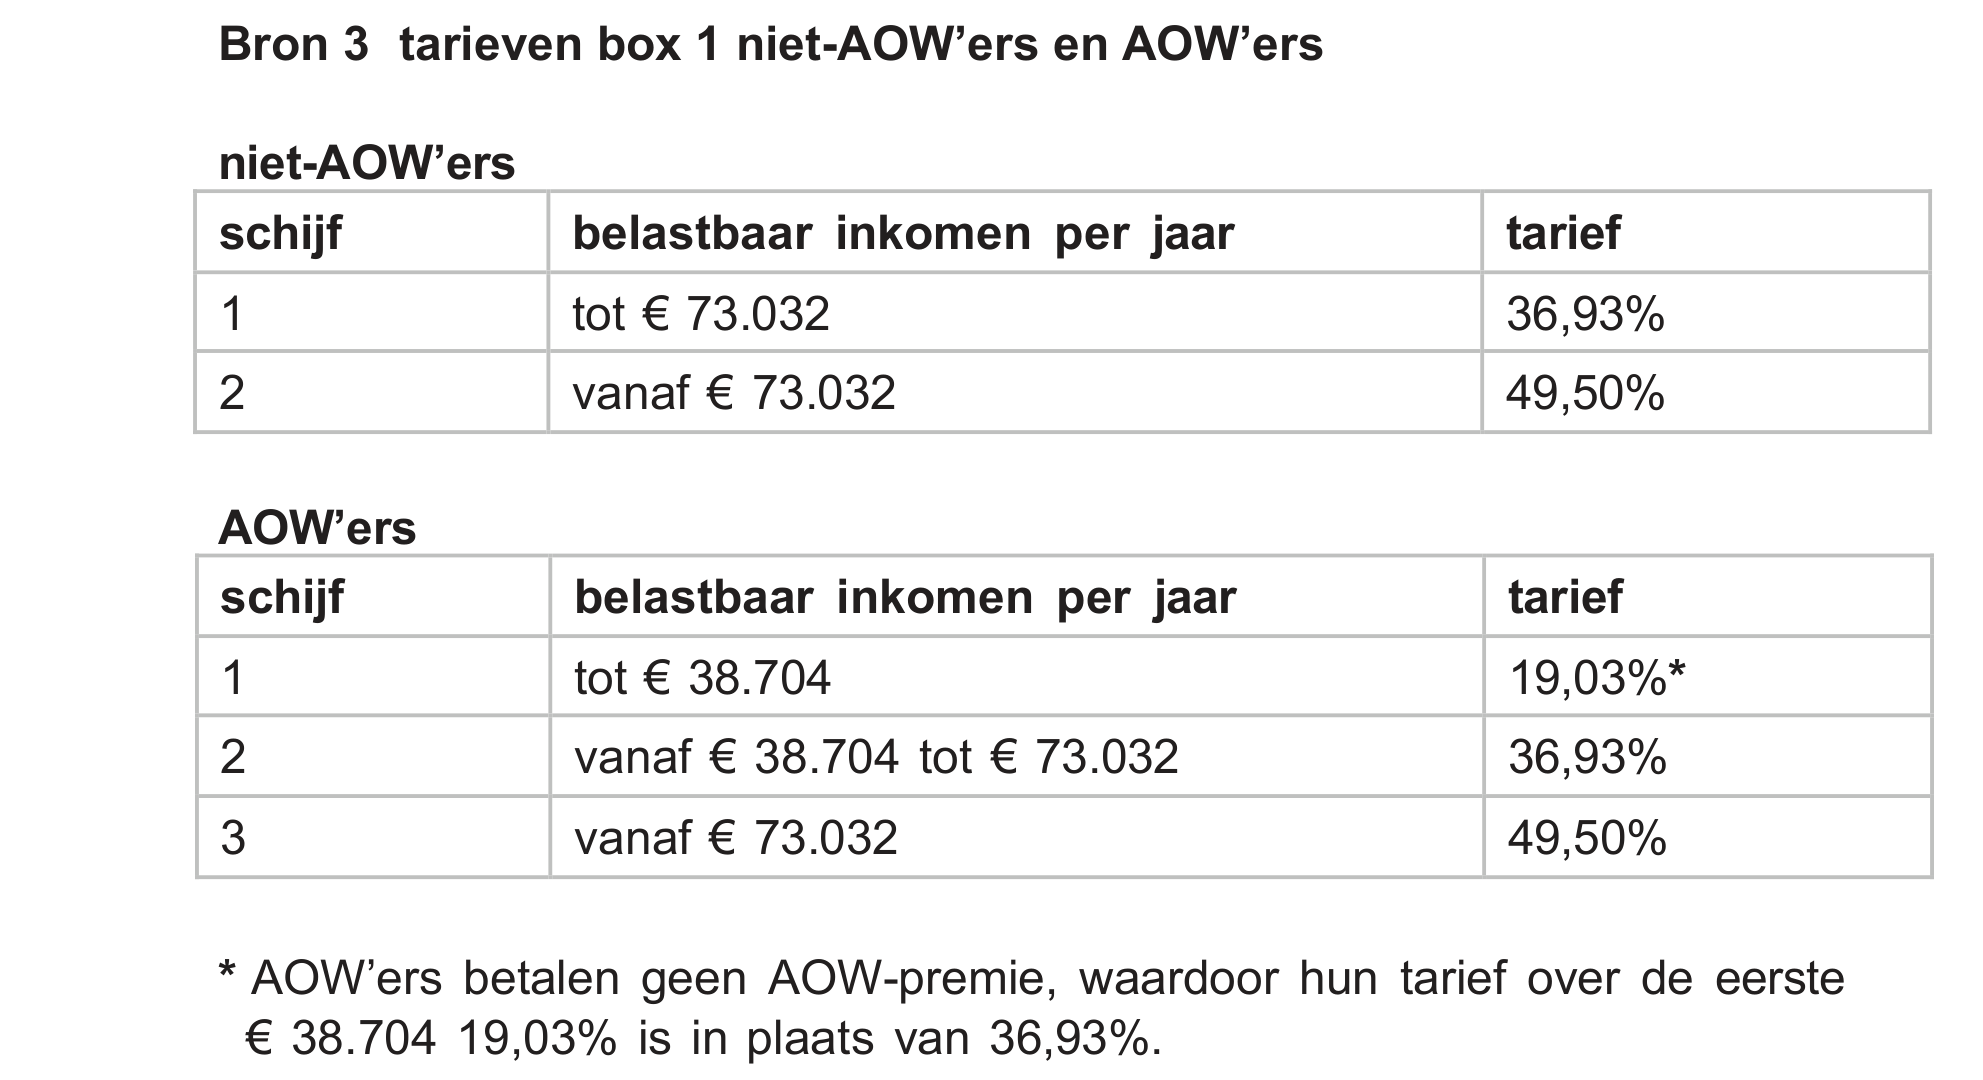 Bron 3 tarieven box 1 niet-AOW’ers en AOW’ers
niet-AOW’ers
schijf belastbaar inkomen per jaar tarief
1 tot € 73.032 36,93%
2 vanaf € 73.032 49,50%
AOW’ers
schijf belastbaar inkomen per jaar tarief
1 tot € 38.704 19,03%*
2 vanaf € 38.704 tot € 73.032 36,93%
3 vanaf € 73.032 49,50%
* AOW’ers betalen geen AOW-premie, waardoor hun tarief over de eerste
€ 38.704 19,03% is in plaats van 36,93%.